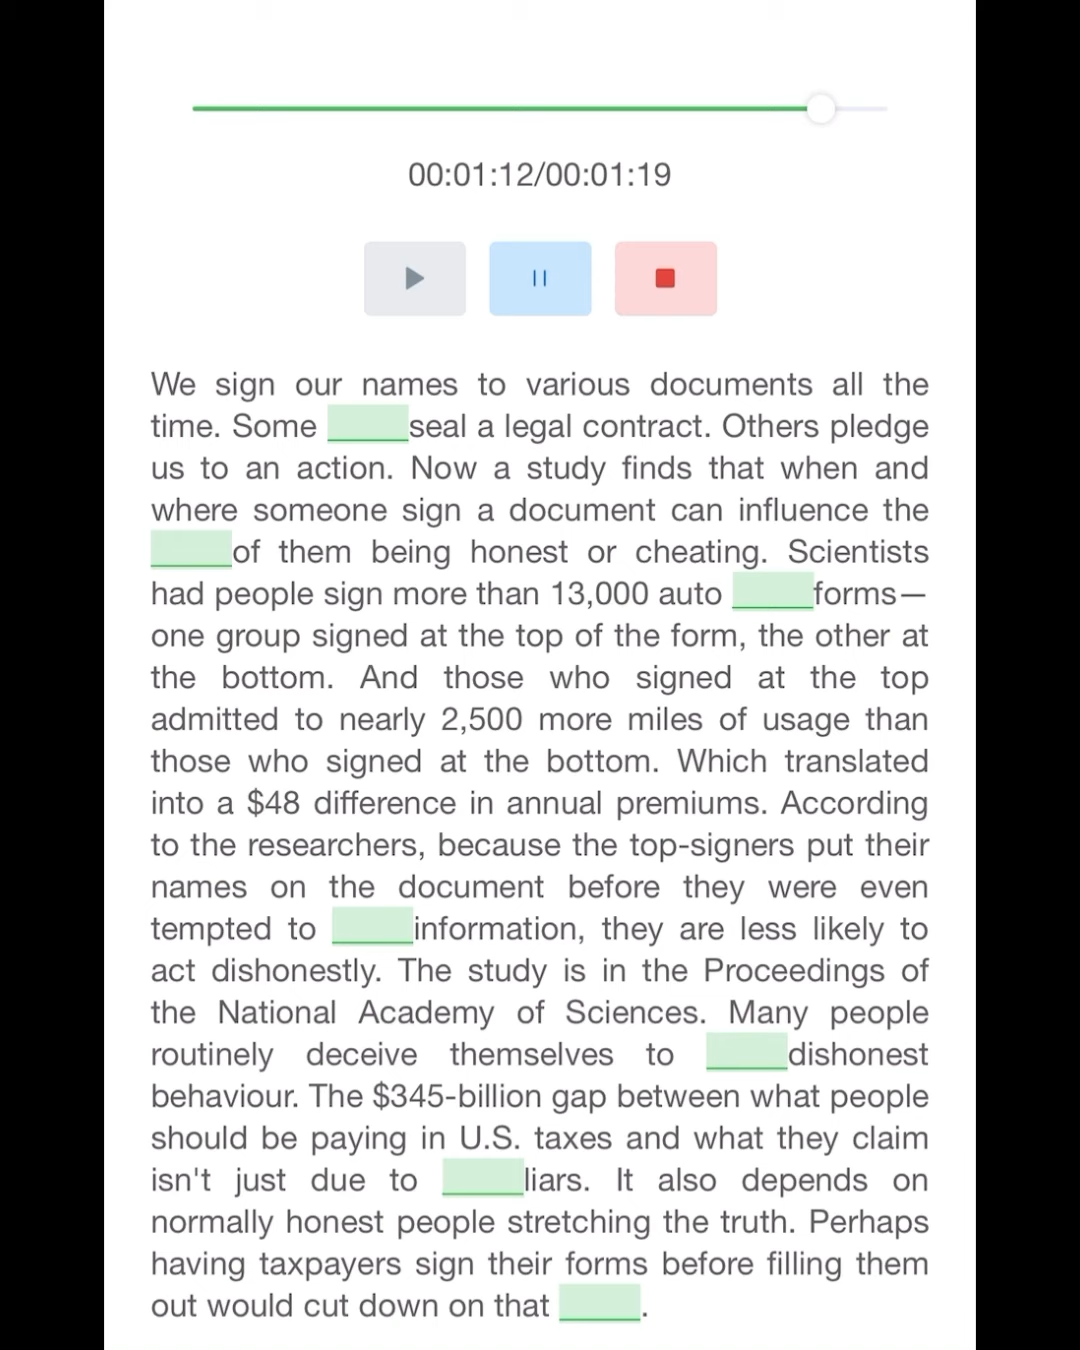 00:01:12/00:01:19
We sign our names to various documents all the
time. Some seal a legal contract. Others pledge
us to an action. Now a study finds that when and
where someone sign a document can influence the
of them being honest or cheating. Scientists
had people sign more than 13,000 auto forms—
one group signed at the top of the form, the other at
the bottom. And those who signed at the top
admitted to nearly 2,500 more miles of usage than
those who signed at the bottom. Which translated
into a $48 difference in annual premiums. According
to the researchers, because the top-signers put their
names on the document before they were even
tempted to information, they are less likely to
act dishonestly. The study is in the Proceedings of
the National Academy of Sciences. Many people
routinely deceive themselves to dishonest
behaviour. The $345-billion gap between what people
should be paying in U.S. taxes and what they claim
isn't just due to liars. It also depends on
normally honest people stretching the truth. Perhaps
having taxpayers sign their forms before filling them
out would cut down on that .